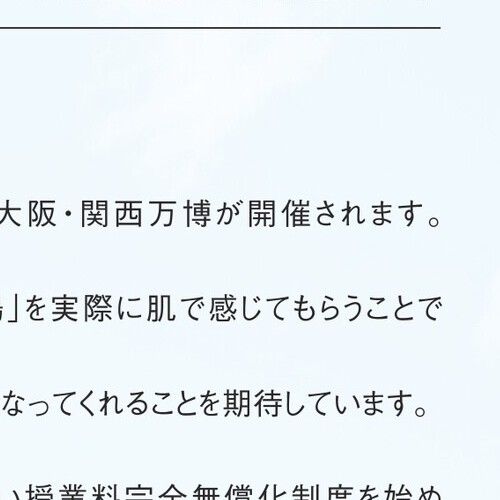 大阪・関西万博が開催されます。
」を実際に肌で感じてもらうことで
なってくれることを期待しています。
い授業料完全無償化制度を始め